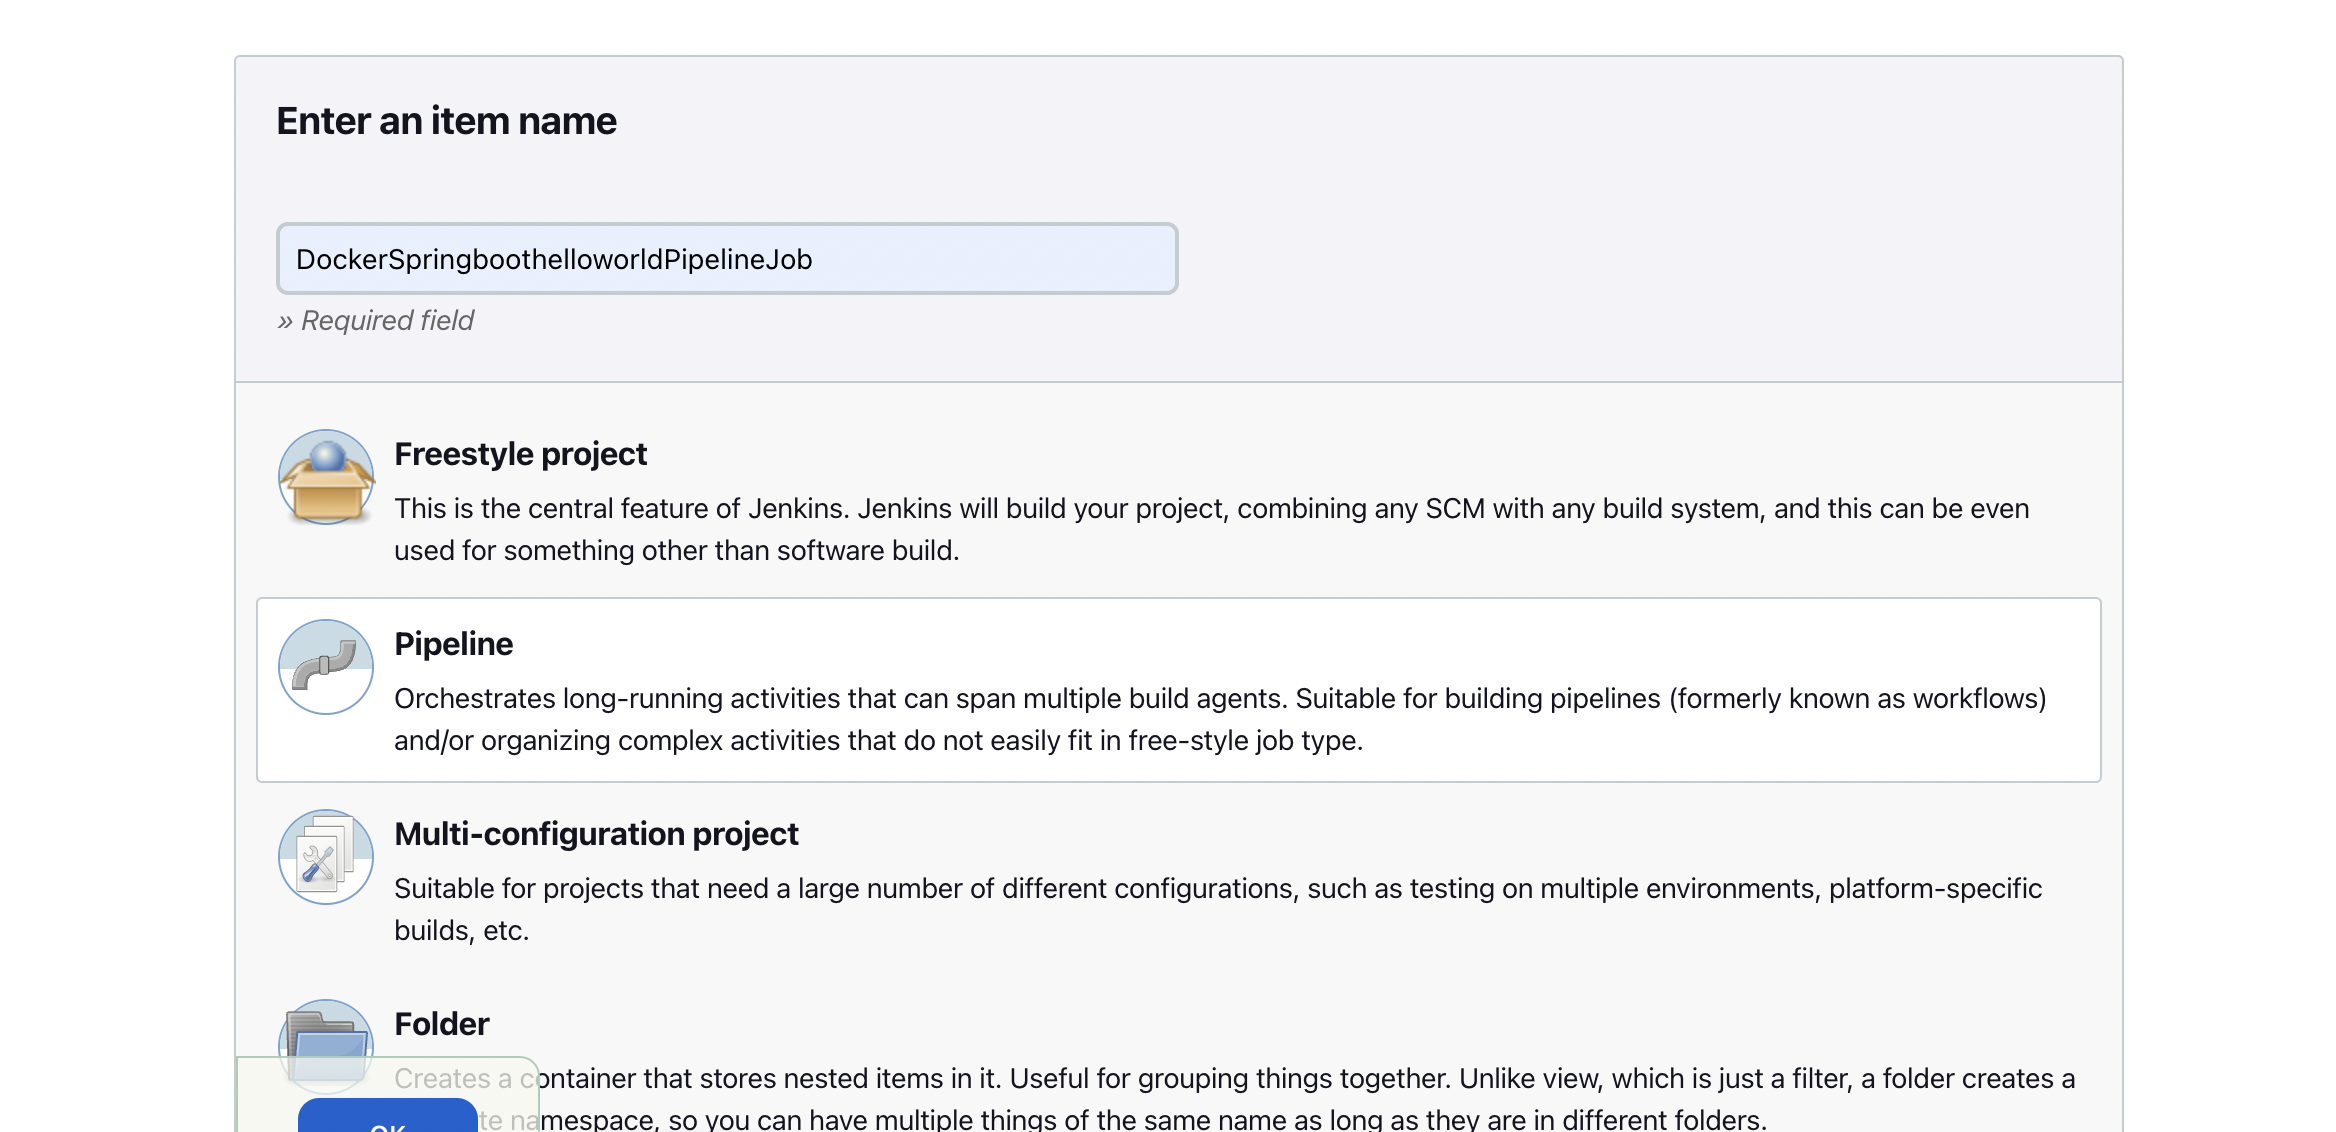 Enter an item name
DockerSpringboothelloworldPipelineJob
» Required field
Freestyle project
This is the central feature of Jenkins. Jenkins will build your project, combining any SCM with any build system, and this can be even
used for something other than software build.
Pipeline
Orchestrates long-running activities that can span multiple build agents. Suitable for building pipelines (formerly known as workflows)
and/or organizing complex activities that do not easily fit in free-style job type.
Multi-configuration project
Suitable for projects that need a large number of different configurations, such as testing on multiple environments, platform-specific
builds, etc.
Folder
Creates a container that stores nested items in it. Useful for grouping things together. Unlike view, which is just a filter, a folder creates a
te namespace, so you can have multiple things of the same name as long as they are in different folders.
OK